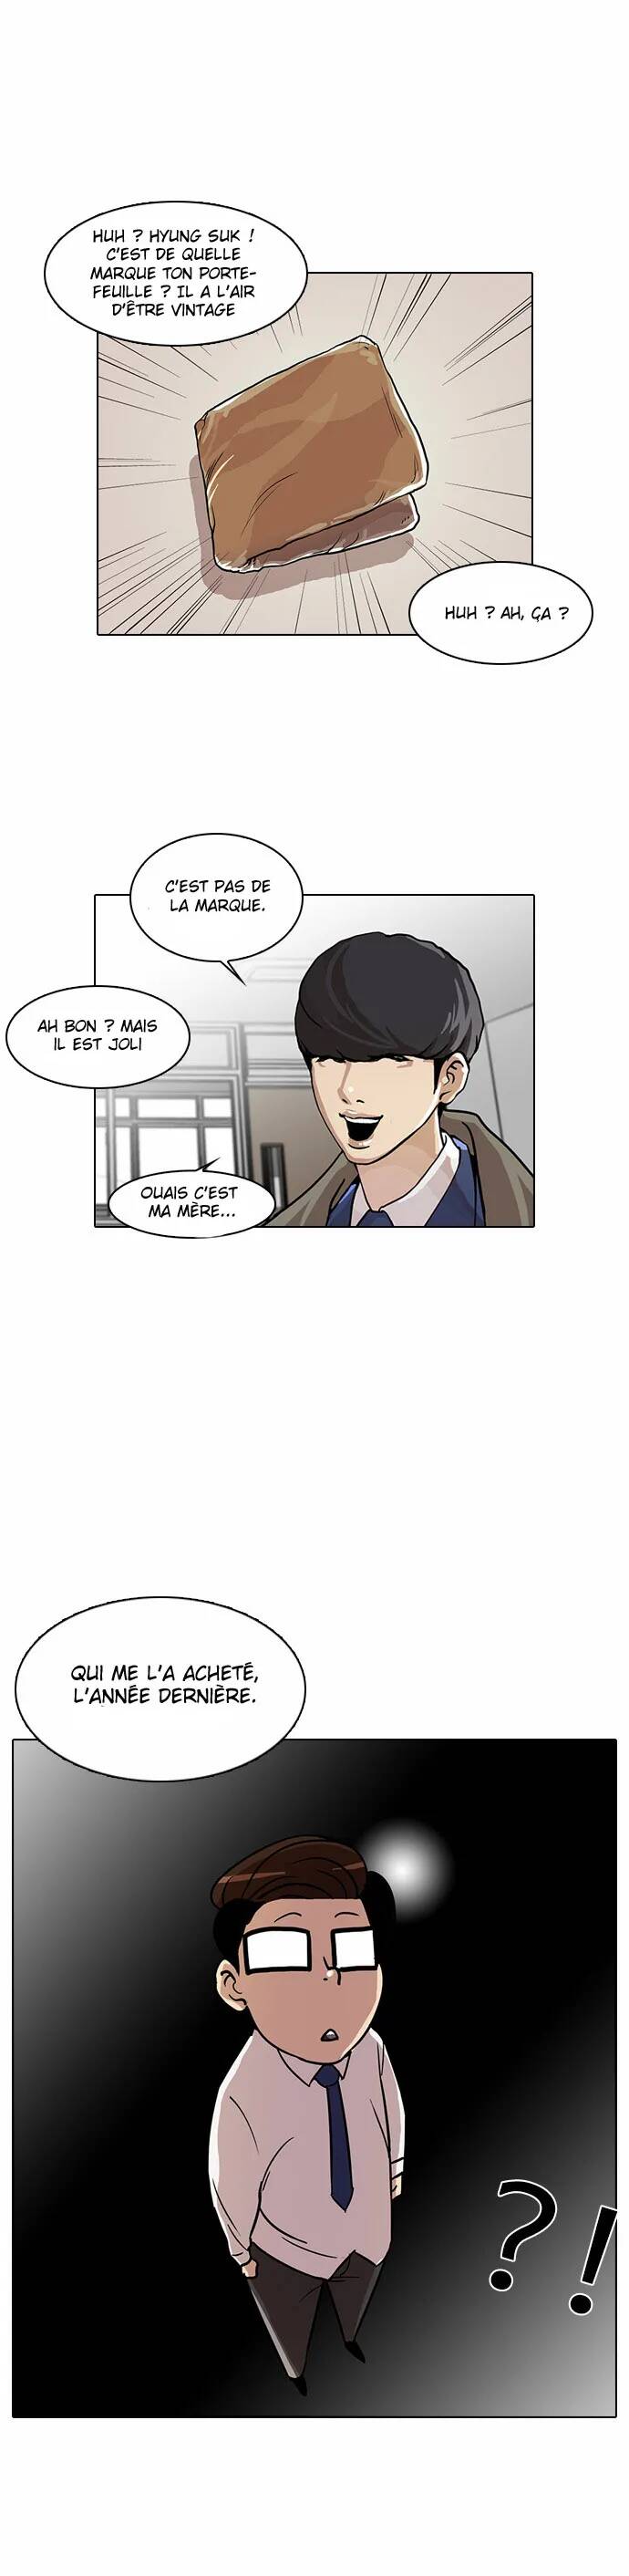 HUH ? HYUNG SUK !
C'EST DE QUELLE
MARQUE TON PORTE-
FEUILLE ? IL A L'AIR
D'ÊTRE VINTAGE
HUH ? AH, ÇA ?
C'EST PAS DE
LA MARQUE.
AH BON ? MAIS
IL EST JOLI
OUAIS C'EST
MA MÈRE...
QUI ME L'A ACHETÉ,
L'ANNÉE DERNIÈRE.
? !